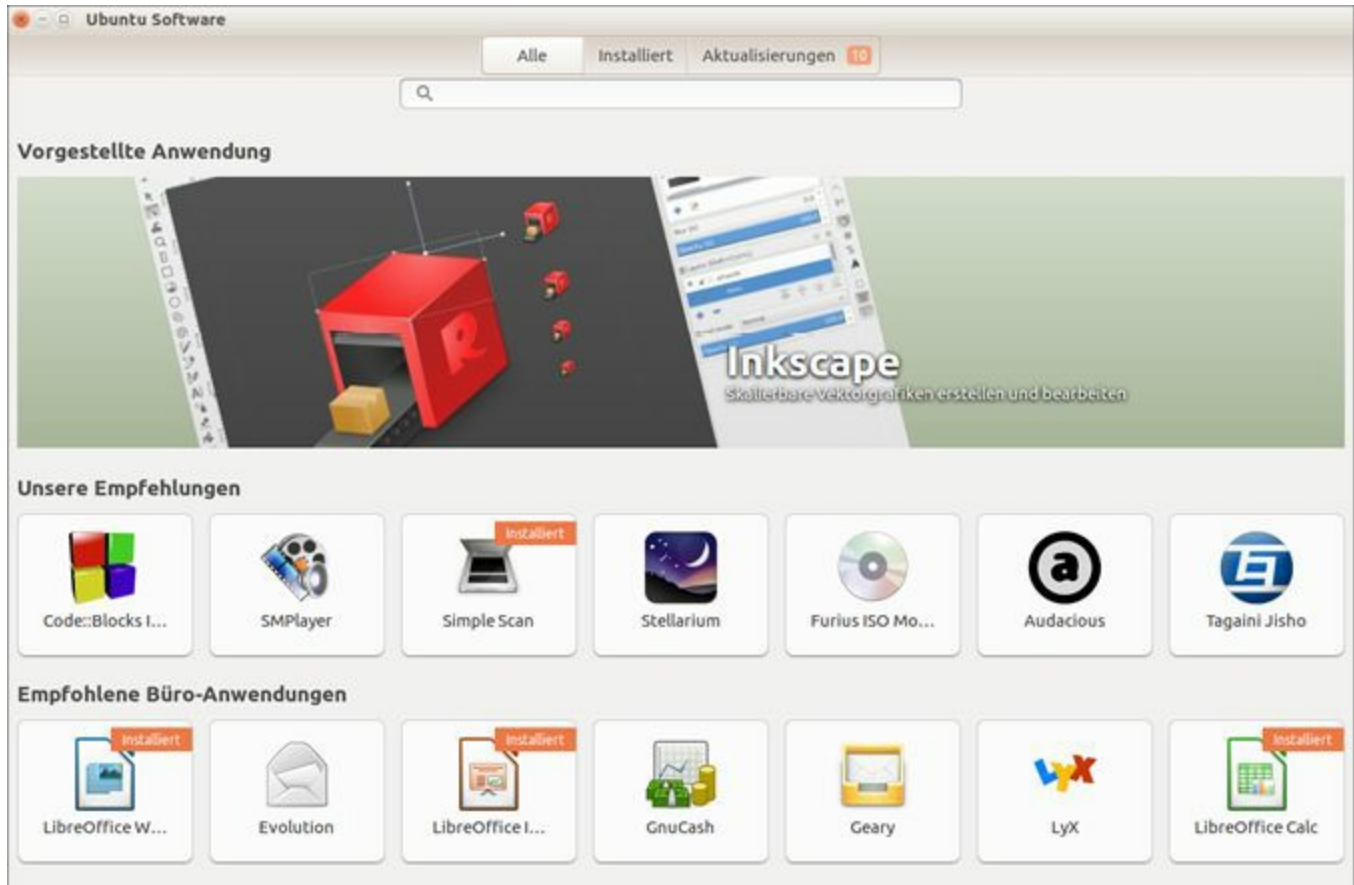 Ubuntu Software
Alle Installiert Aktualisierungen 10
Vorgestellte Anwendung
R
Inkscape
Skalierbare Vektorgrafiken erstellen und bearbeiten
Unsere Empfehlungen
Installiert
Code::Blocks I... SMPlayer Simple Scan Stellarium Furius ISO Mo... Audacious Tagaini Jisho
Empfohlene Büro-Anwendungen
Installiert Installiert Installiert
LibreOffice W... Evolution LibreOffice I... GnuCash Geary LyX LibreOffice Calc